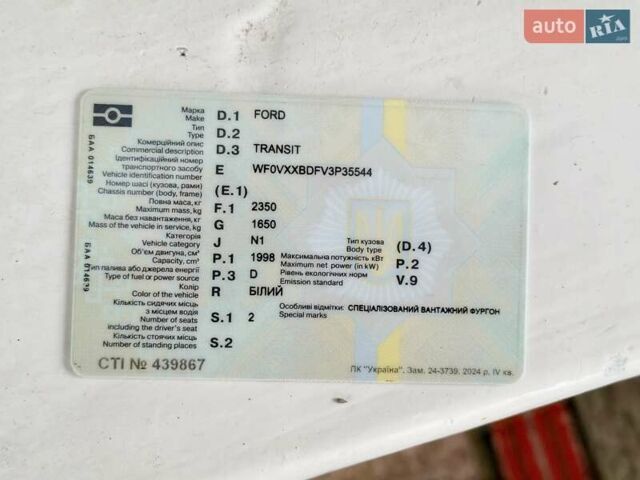 auto RIA .com
БАА 014639
БАА 014639
Марка
Make D.1 FORD
Тип
Type D.2
Комерційний опис
Commercial description D.3 TRANSIT
Ідентифікаційний номер
транспортного засобу
Vehicle identification number E WF0VXXBDFV3P35544
Номер шасі (кузова, рами)
Chassis number (body, frame) (E.1)
Повна маса, кг
Maximum mass, kg F.1 2350
Маса без навантаження, кг
Mass of the vehicle in service, kg G 1650
Категорія
Vehicle category J N1 Тип кузова
Body type (D.4)
Об'єм двигуна, см³
Capacity, cm³ P.1 1998 Максимальна потужність кВт
Maximum net power (in kW) P.2
Тип палива або джерела енергії
Type of fuel or power source P.3 D Рівень екологічних норм
Emission standard V.9
Колір
Color of the vehicle R БІЛИЙ
Кількість сидячих місць
з місцем водія
Number of seats
including the driver's seat S.1 2 Особливі відмітки: СПЕЦІАЛІЗОВАНИЙ ВАНТАЖНИЙ ФУРГОН
Special marks
Кількість стоячих місць
Number of standing places S.2
СТІ № 439867
ПК "Україна". Зам. 24-3739. 2024 р. IV кв.